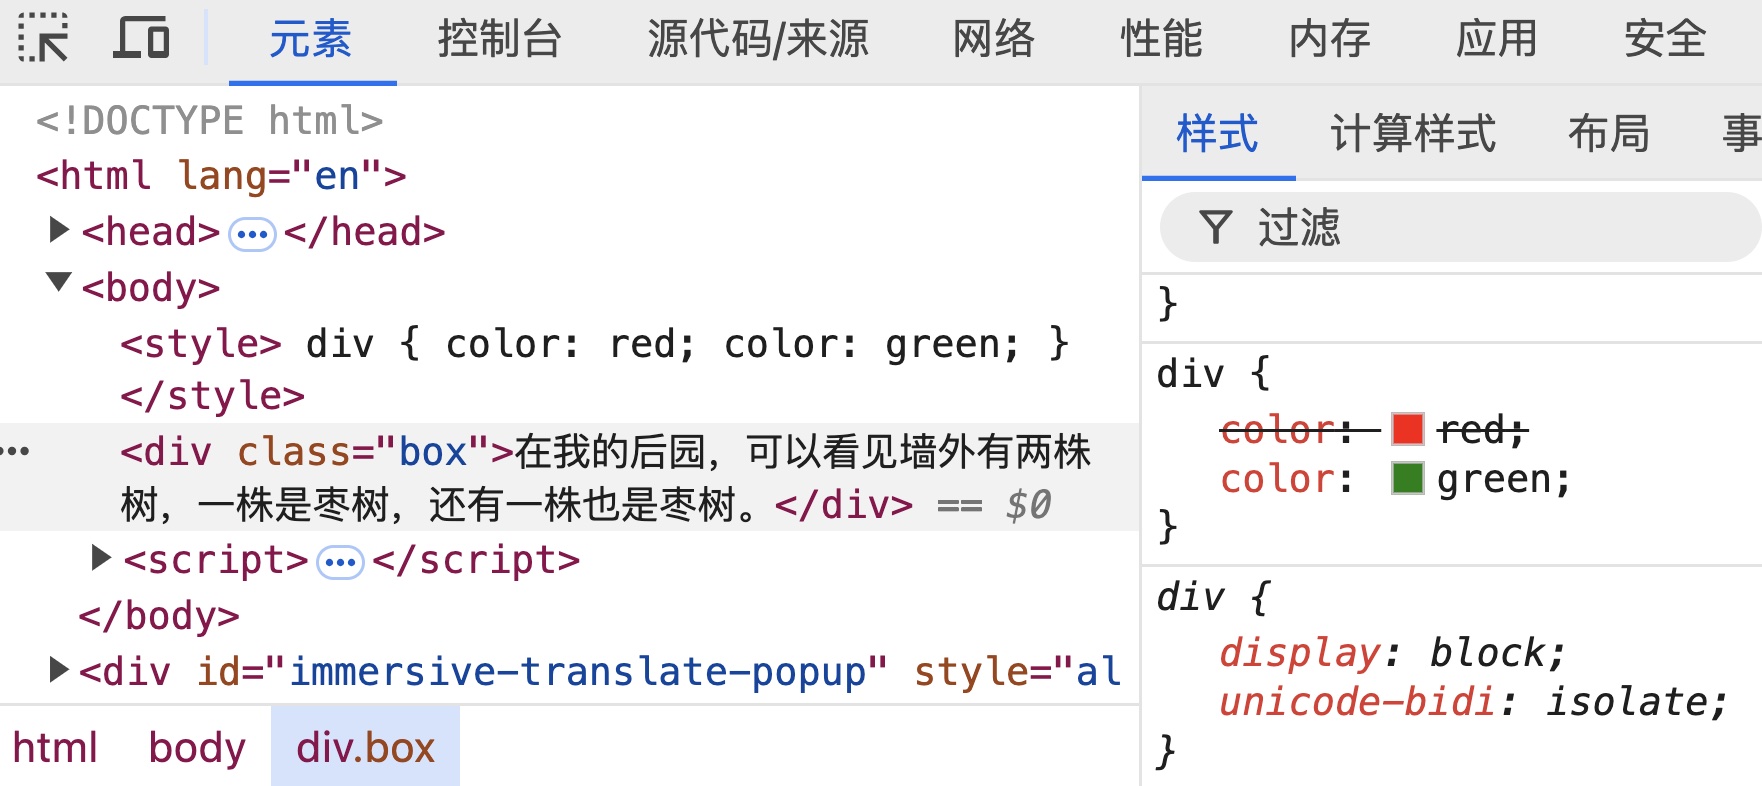 元素 控制台 源代码/来源 网络 性能 内存 应用 安全
<!DOCTYPE html>
<html lang="en">
<head> ••• </head>
<body>
<style> div { color: red; color: green; }
</style>
<div class="box">在我的后园，可以看见墙外有两株
树，一株是枣树，还有一株也是枣树。</div> == $0
<script> ••• </script>
</body>
<div id="immersive-translate-popup" style="al
html body div.box
样式 计算样式 布局 事
过滤
}
div {
color: red;
color: green;
}
div {
display: block;
unicode-bidi: isolate;
}